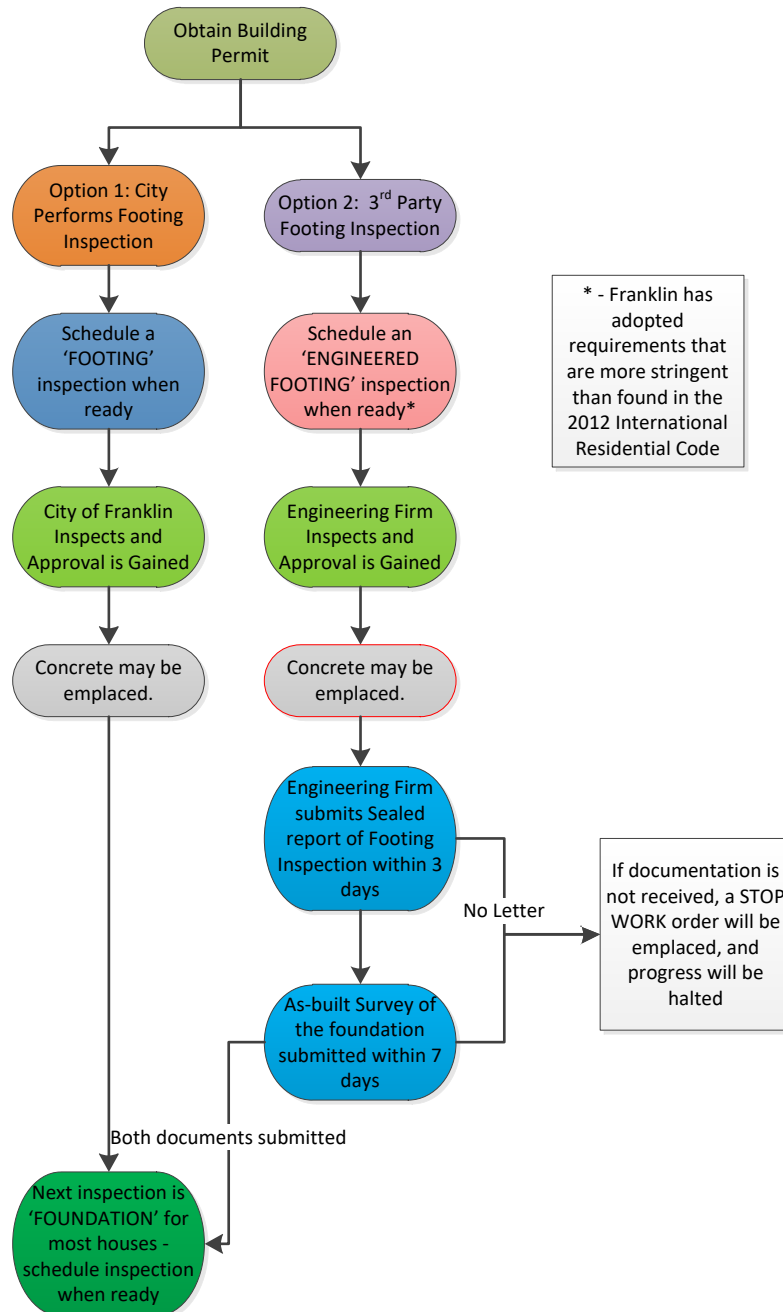 Obtain Building
Permit
Option 1: City
Performs Footing
Inspection
Option 2:  3rd Party
Footing Inspection
Schedule a
‘FOOTING’
inspection when
ready
Schedule an
‘ENGINEERED
FOOTING’ inspection
when ready*
* - Franklin has
adopted
requirements that
are more stringent
than found in the
2012 International
Residential Code
City of Franklin
Inspects and
Approval is Gained
Engineering Firm
Inspects and
Approval is Gained
Concrete may be
emplaced.
Concrete may be
emplaced.
Engineering Firm
submits Sealed
report of Footing
Inspection within 3
days
No Letter
If documentation is
not received, a STOP
WORK order will be
emplaced, and
progress will be
halted
As-built Survey of
the foundation
submitted within 7
days
Both documents submitted
Next inspection is
‘FOUNDATION’ for
most houses -
schedule inspection
when ready